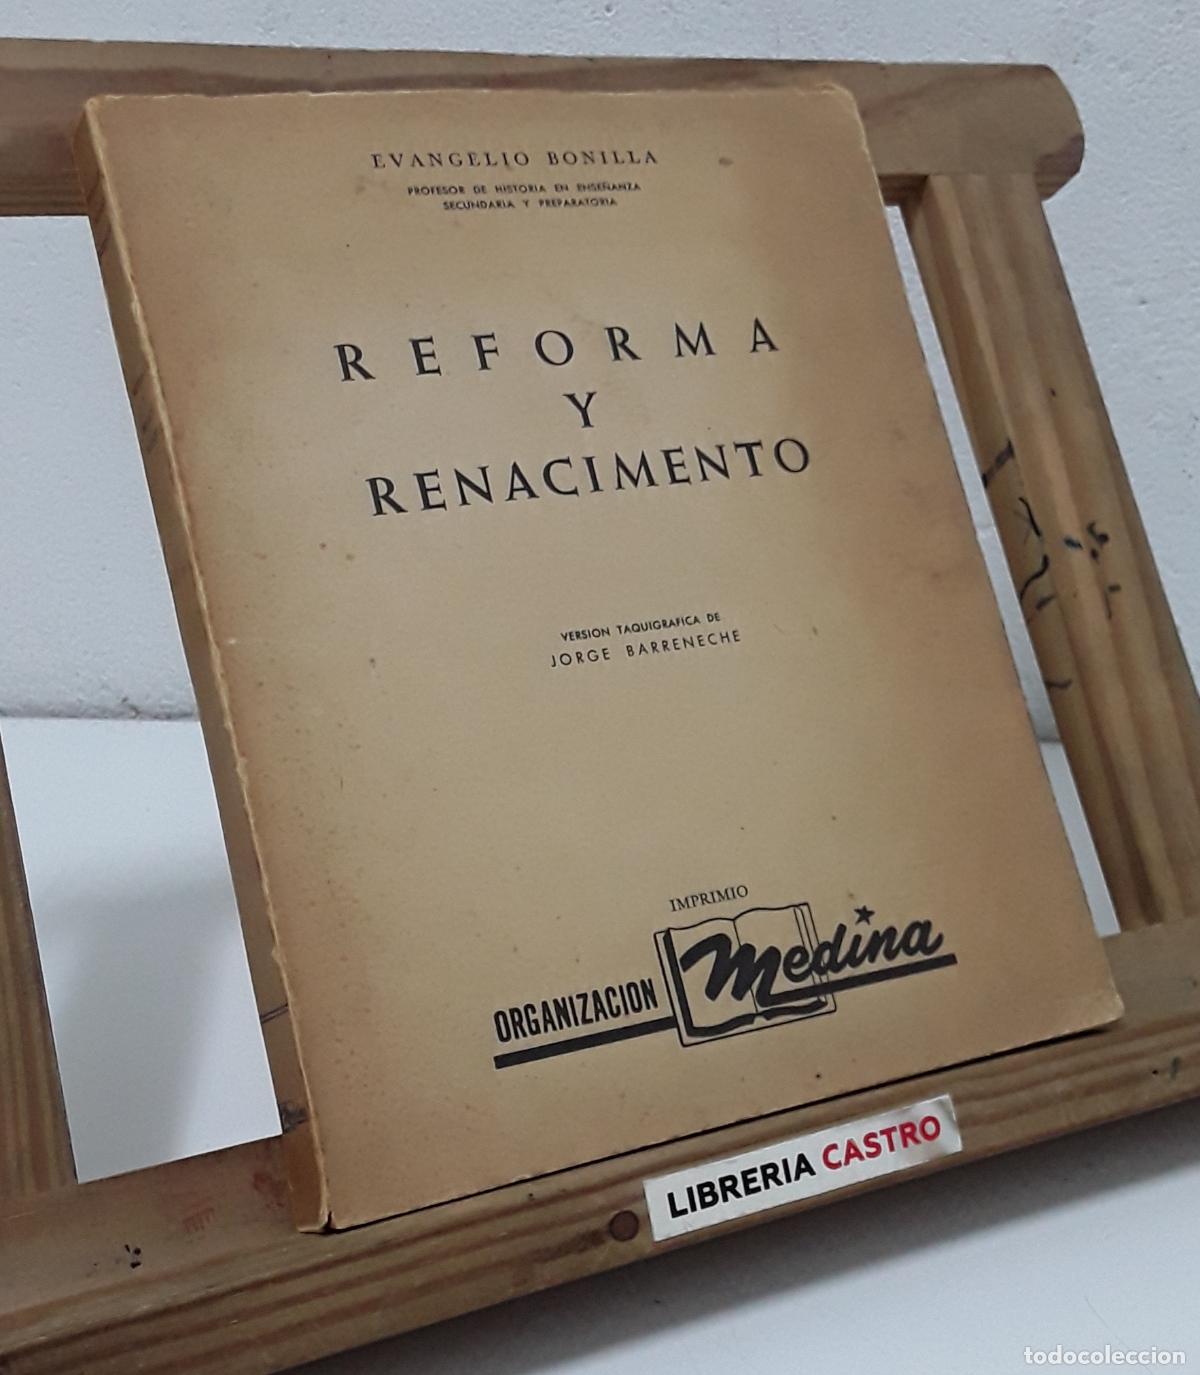 EVANGELIO BONILLA
PROFESOR DE HISTORIA EN ENSEÑANZA
SECUNDARIA Y PREPARATORIA
REFORMA
Y
RENACIMENTO
VERSION TAQUIGRAFICA DE
JORGE BARRENECHE
IMPRIMIO
ORGANIZACION Medina
LIBRERIA CASTRO
todocoleccion